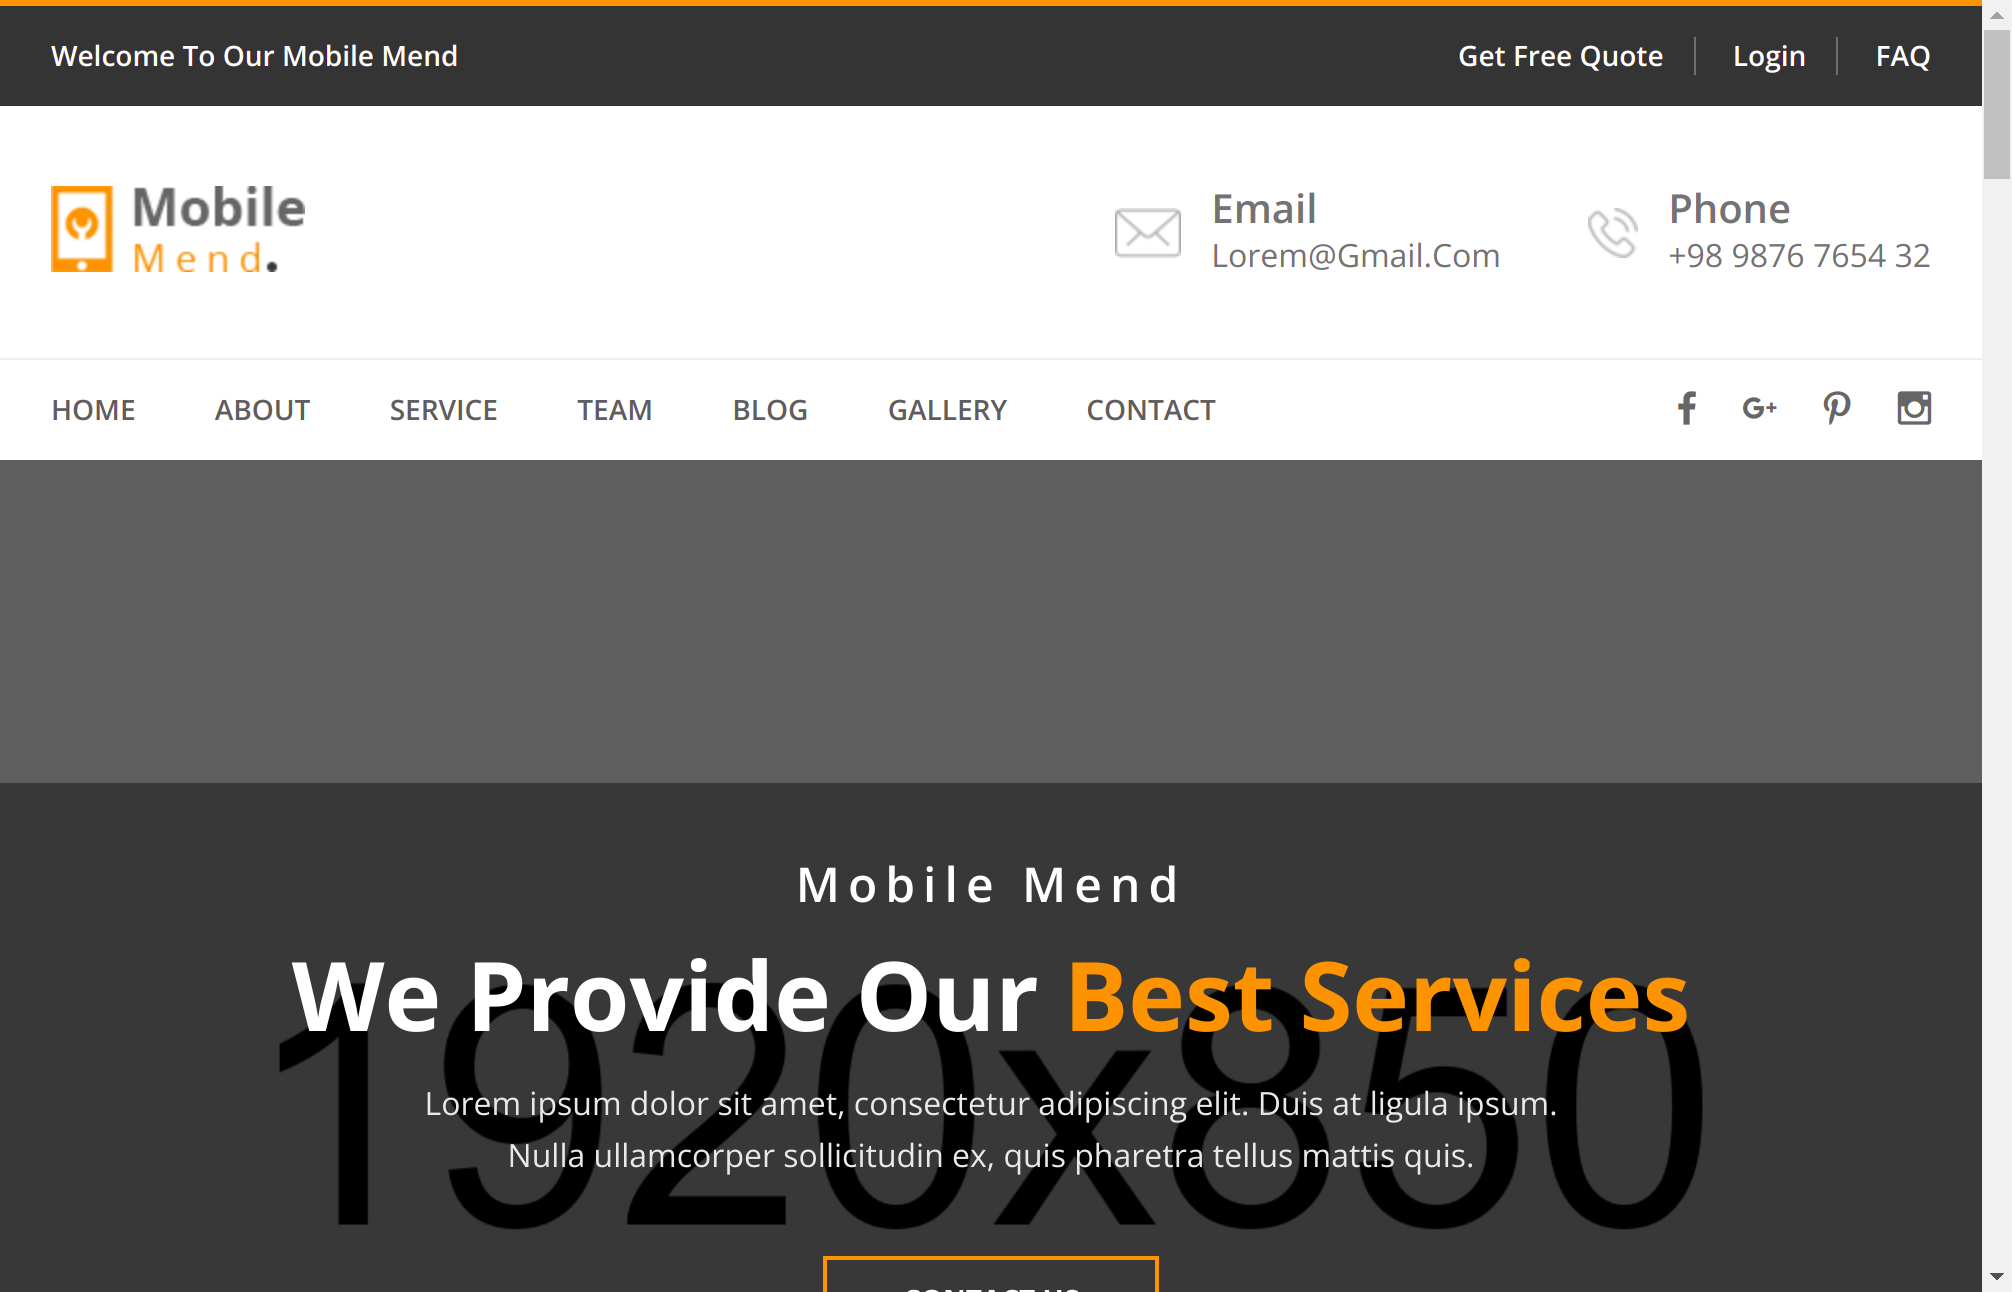 Welcome To Our Mobile Mend
Get Free Quote
Login
FAQ
Mobile
Mend.
Email
Lorem@Gmail.Com
Phone
+98 9876 7654 32
HOME
ABOUT
SERVICE
TEAM
BLOG
GALLERY
CONTACT
Mobile Mend
We Provide Our Best Services
1920x850
Lorem ipsum dolor sit amet, consectetur adipiscing elit. Duis at ligula ipsum.
Nulla ullamcorper sollicitudin ex, quis pharetra tellus mattis quis.
CONTACT US